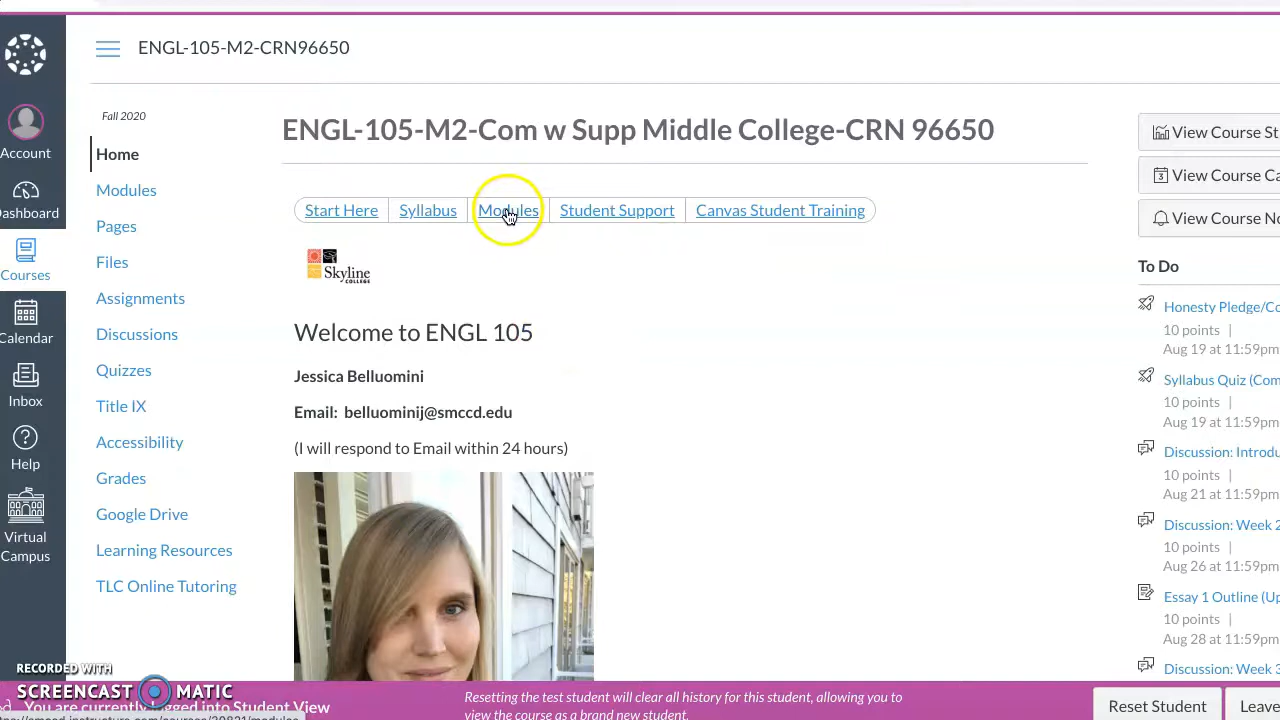 ENGL-105-M2-CRN96650
Account
Dashboard
Courses
Calendar
Inbox
Help
Virtual
Campus
Fall 2020
Home
Modules
Pages
Files
Assignments
Discussions
Quizzes
Title IX
Accessibility
Grades
Google Drive
Learning Resources
TLC Online Tutoring
ENGL-105-M2-Com w Supp Middle College-CRN 96650
Start Here Syllabus Modules Student Support Canvas Student Training
Skyline
COLLEGE
Welcome to ENGL 105
Jessica Belluomini
Email: belluominij@smccd.edu
(I will respond to Email within 24 hours)
View Course St
View Course Ca
View Course No
To Do
Honesty Pledge/Co
10 points |
Aug 19 at 11:59pm
Syllabus Quiz (Com
10 points |
Aug 19 at 11:59pm
Discussion: Introdu
10 points |
Aug 21 at 11:59pm
Discussion: Week 2
10 points |
Aug 26 at 11:59pm
Essay 1 Outline (Up
10 points |
Aug 28 at 11:59pm
Discussion: Week 3
RECORDED WITH
SCREENCAST MATIC
You are currently logged into Student View
Resetting the test student will clear all history for this student, allowing you to
view the course as a brand new student.
Reset Student
Leave